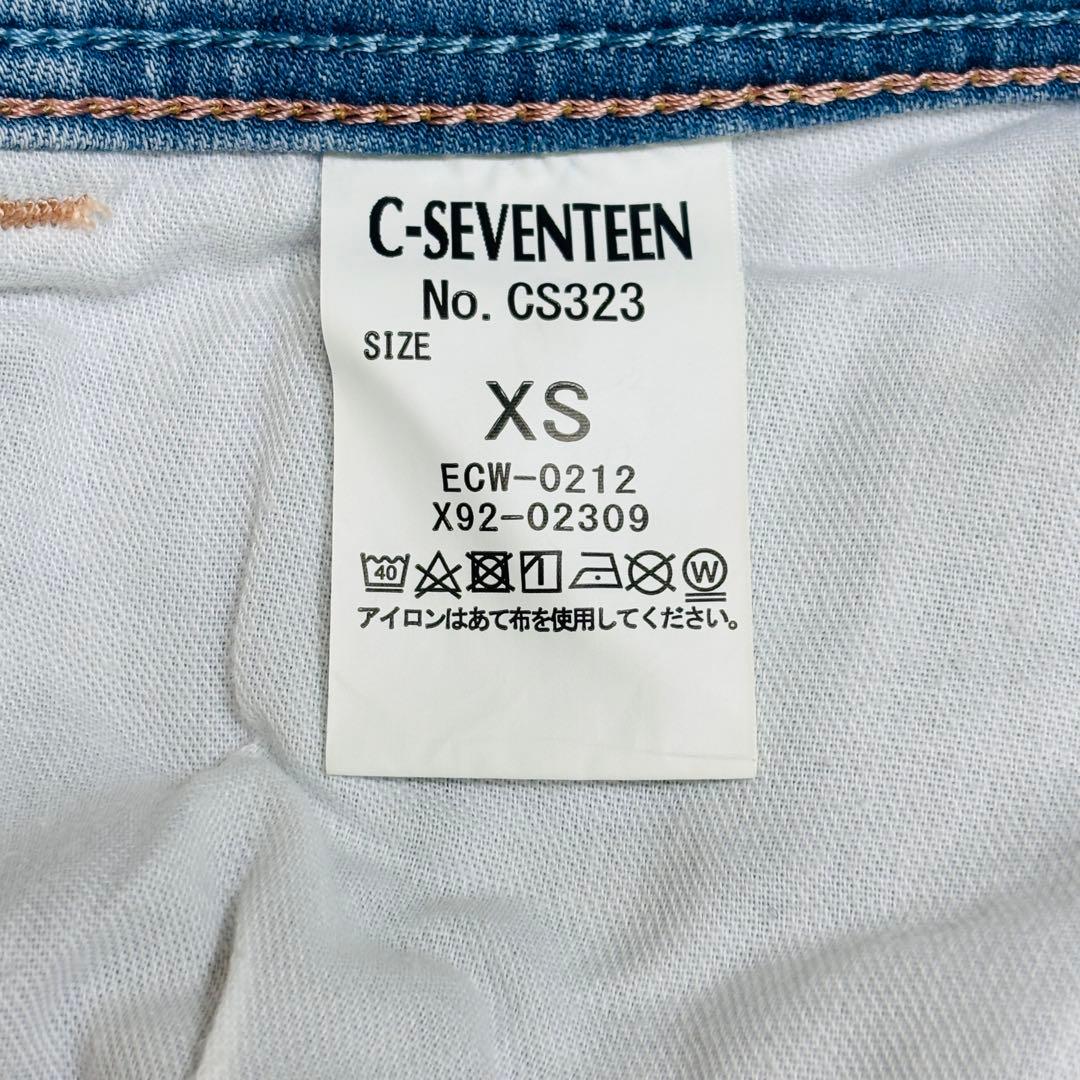 C-SEVENTEEN
No. CS323
SIZE
XS
ECW-0212
X92-02309
40 W
アイロンはあて布を使用してください。